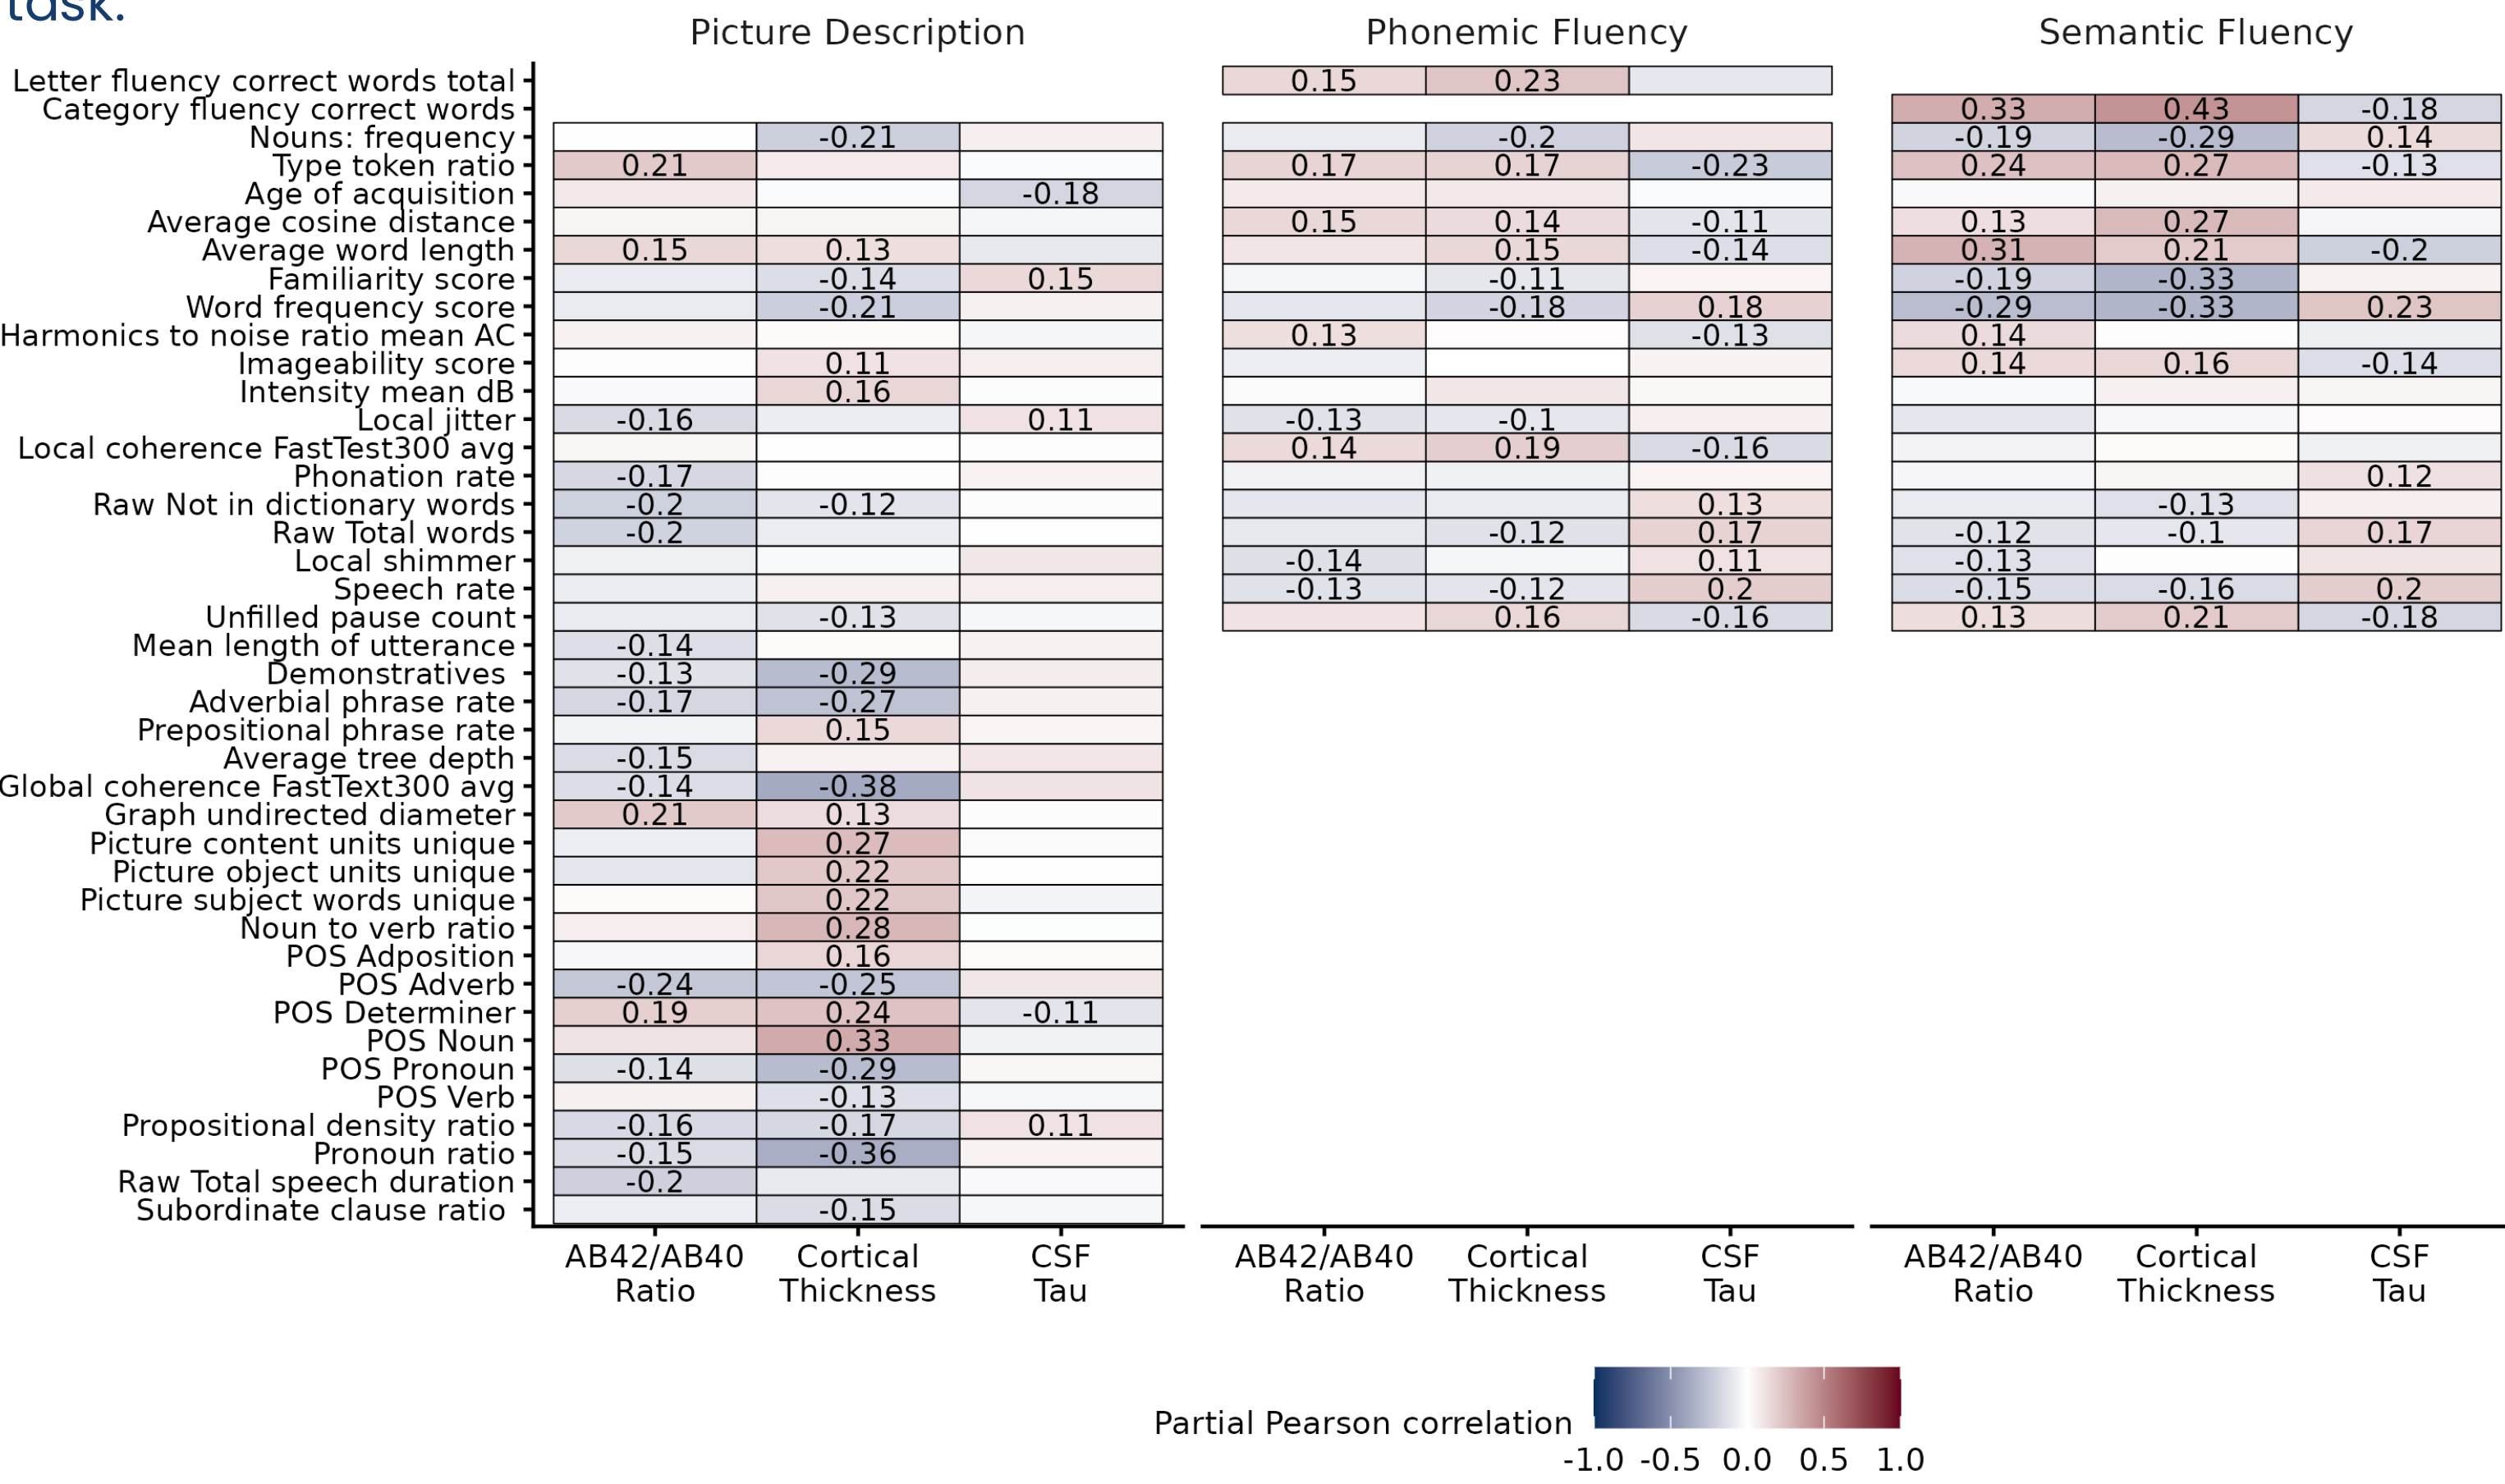 task.
Picture Description Phonemic Fluency Semantic Fluency
Letter fluency correct words total 0.15 0.23
Category fluency correct words 0.33 0.43 -0.18
Nouns: frequency -0.21 -0.2 -0.19 -0.29 0.14
Type token ratio 0.21 0.17 0.17 -0.23 0.24 0.27 -0.13
Age of acquisition -0.18
Average cosine distance 0.15 0.14 -0.11 0.13 0.27
Average word length 0.15 0.13 0.15 -0.14 0.31 0.21 -0.2
Familiarity score -0.14 0.15 -0.11 -0.19 -0.33
Word frequency score -0.21 -0.18 0.18 -0.29 -0.33 0.23
Harmonics to noise ratio mean AC 0.13 -0.13 0.14
Imageability score 0.11 0.14 0.16 -0.14
Intensity mean dB 0.16
Local jitter -0.16 0.11 -0.13 -0.1
Local coherence FastTest300 avg 0.14 0.19 -0.16
Phonation rate -0.17 0.12
Raw Not in dictionary words -0.2 -0.12 0.13 -0.13
Raw Total words -0.2 -0.12 0.17 -0.12 -0.1 0.17
Local shimmer -0.14 0.11 -0.13
Speech rate -0.13 -0.12 0.2 -0.15 -0.16 0.2
Unfilled pause count -0.13 0.16 -0.16 0.13 0.21 -0.18
Mean length of utterance -0.14
Demonstratives -0.13 -0.29
Adverbial phrase rate -0.17 -0.27
Prepositional phrase rate 0.15
Average tree depth -0.15
Global coherence FastText300 avg -0.14 -0.38
Graph undirected diameter 0.21 0.13
Picture content units unique 0.27
Picture object units unique 0.22
Picture subject words unique 0.22
Noun to verb ratio 0.28
POS Adposition 0.16
POS Adverb -0.24 -0.25
POS Determiner 0.19 0.24 -0.11
POS Noun 0.33
POS Pronoun -0.14 -0.29
POS Verb -0.13
Propositional density ratio -0.16 -0.17 0.11
Pronoun ratio -0.15 -0.36
Raw Total speech duration -0.2
Subordinate clause ratio -0.15
AB42/AB40 Cortical CSF AB42/AB40 Cortical CSF AB42/AB40 Cortical CSF
Ratio Thickness Tau Ratio Thickness Tau Ratio Thickness Tau
Partial Pearson correlation
-1.0 -0.5 0.0 0.5 1.0